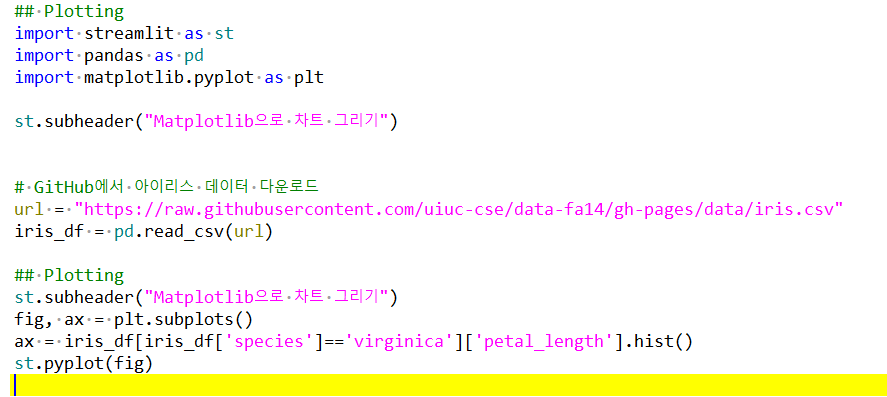 ## Plotting
import streamlit as st
import pandas as pd
import matplotlib.pyplot as plt
st.subheader("Matplotlib으로 차트 그리기")
# GitHub에서 아이리스 데이터 다운로드
url = "https://raw.githubusercontent.com/uiuc-cse/data-fa14/gh-pages/data/iris.csv"
iris_df = pd.read_csv(url)
## Plotting
st.subheader("Matplotlib으로 차트 그리기")
fig, ax = plt.subplots()
ax = iris_df[iris_df['species']=='virginica']['petal_length'].hist()
st.pyplot(fig)